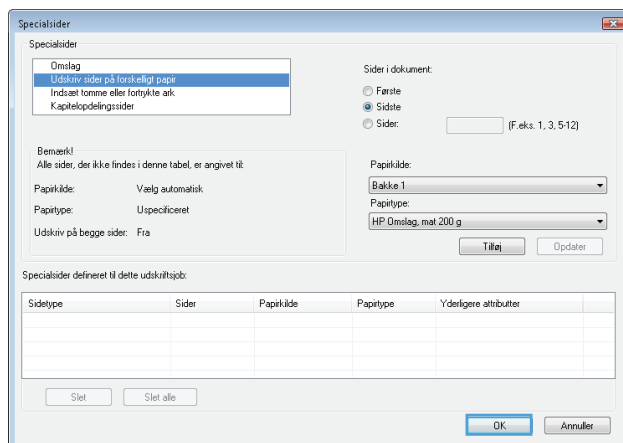 Specialsider
Specialsider
Omslag
Udskriv sider på forskelligt papir
Indsæt tomme eller fortrykte ark
Kapitelopdelingssider
Sider i dokument:
Første
Sidste
Sider:
(F.eks. 1, 3, 5-12)
Bemærk!
Alle sider, der ikke findes i denne tabel, er angivet til:
Papirkilde: Vælg automatisk
Papirtype: Uspecificeret
Udskriv på begge sider: Fra
Papirkilde:
Bakke 1
Papirtype:
HP Omslag, mat 200 g
Tilføj Opdater
Specialsider defineret til dette udskriftsjob:
Sidetype Sider Papirkilde Papirtype Yderligere attributter
Slet Slet alle
OK Annuller